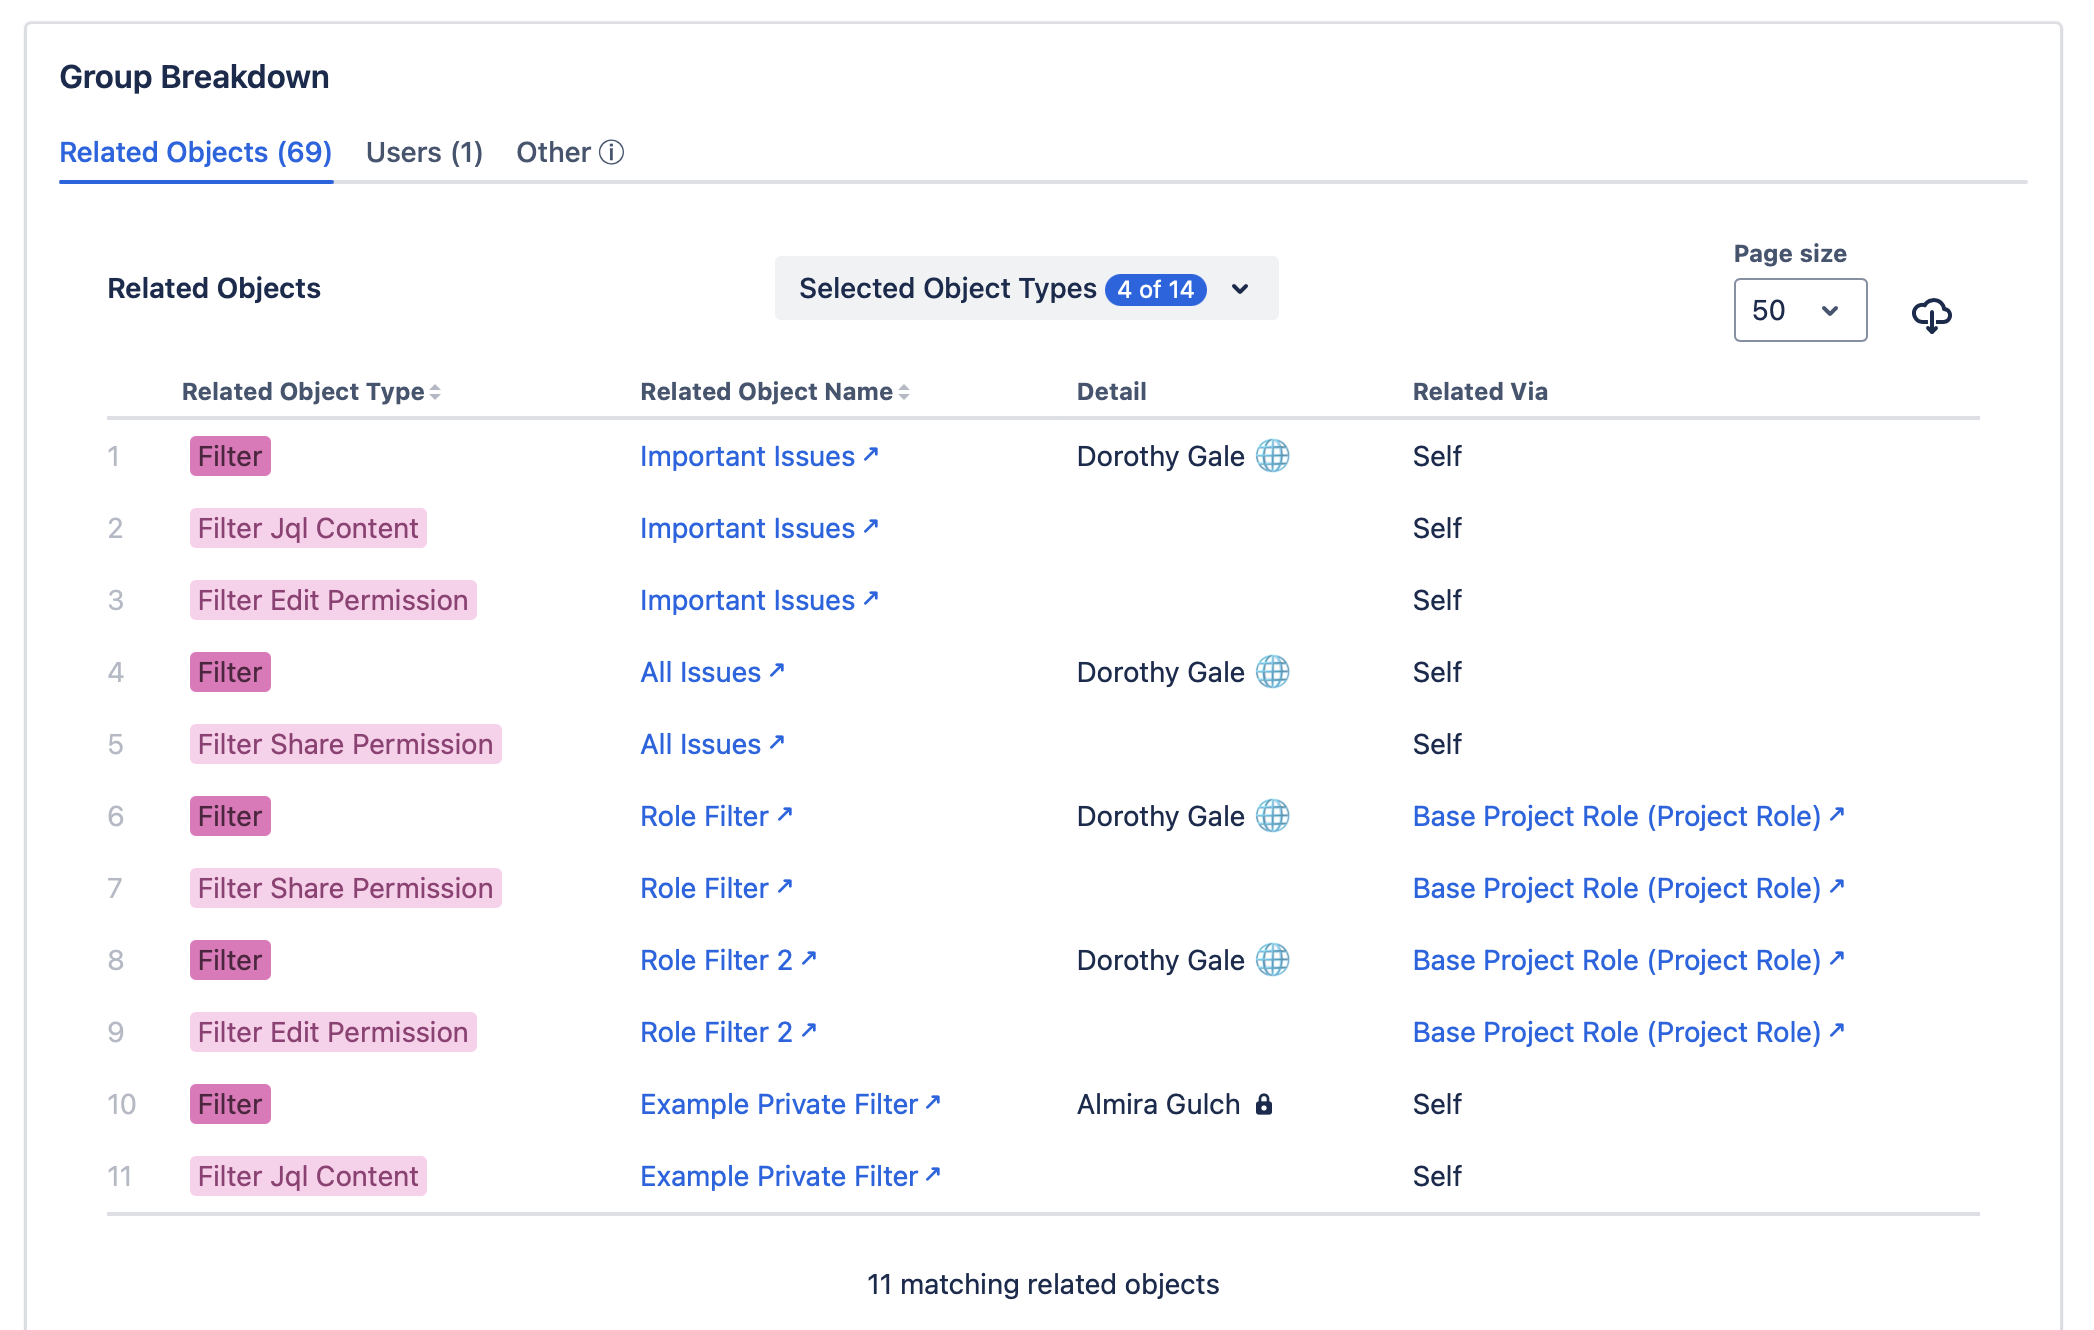 Group Breakdown
Related Objects (69) Users (1) Other
Page size
Related Objects Selected Object Types 4 of 14 50
Related Object Type Related Object Name Detail Related Via
1 Filter Important Issues Dorothy Gale Self
2 Filter Jql Content Important Issues Self
3 Filter Edit Permission Important Issues Self
4 Filter All Issues Dorothy Gale Self
5 Filter Share Permission All Issues Self
6 Filter Role Filter Dorothy Gale Base Project Role (Project Role)
7 Filter Share Permission Role Filter Base Project Role (Project Role)
8 Filter Role Filter 2 Dorothy Gale Base Project Role (Project Role)
9 Filter Edit Permission Role Filter 2 Base Project Role (Project Role)
10 Filter Example Private Filter Almira Gulch Self
11 Filter Jql Content Example Private Filter Self
11 matching related objects